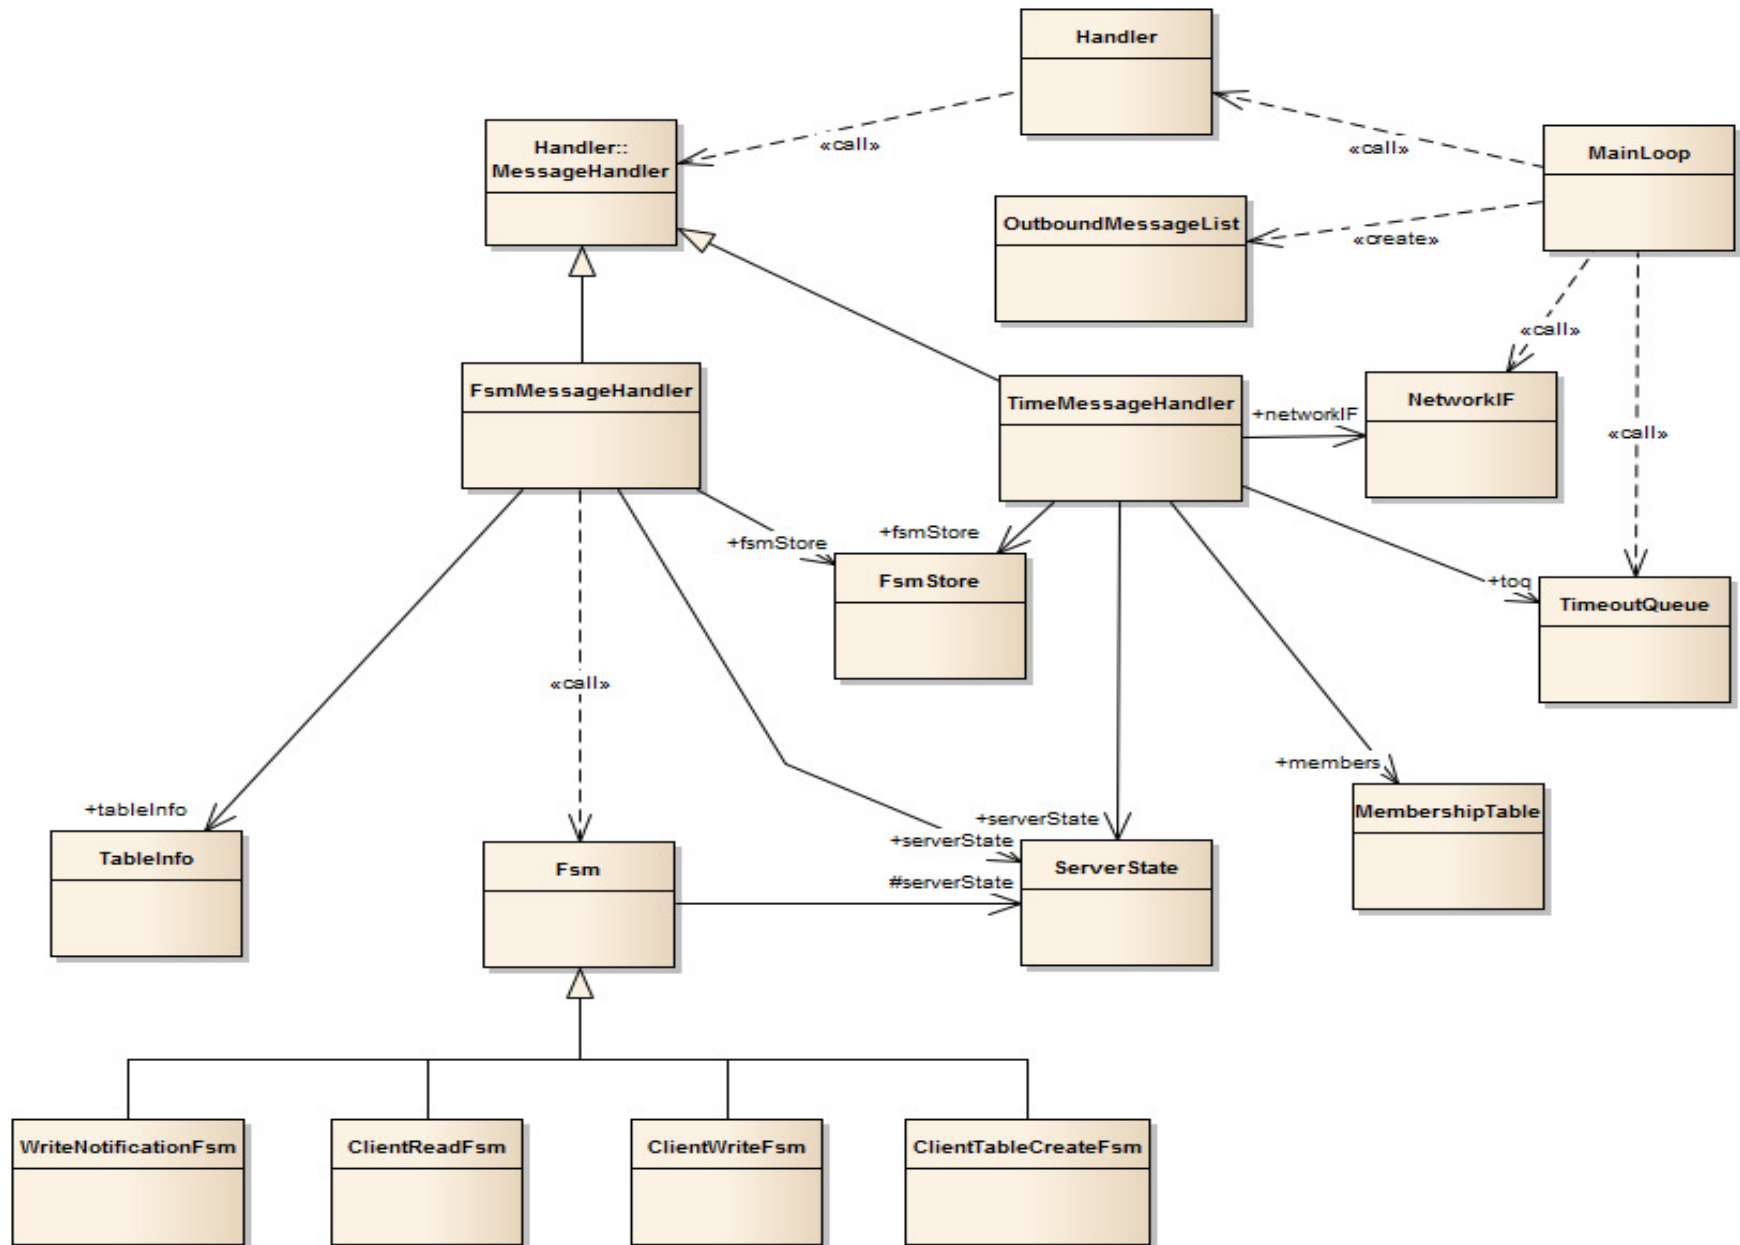 Handler
Handler::
MessageHandler
«call»
«call»
MainLoop
OutboundMessageList
«create»
«call»
FsmMessageHandler
TimeMessageHandler
+networkIF
NetworkIF
«call»
+fsmStore
+fsmStore
FsmStore
+toq
TimeoutQueue
«call»
+members
+tableInfo
+serverState
MembershipTable
+serverState
TableInfo
Fsm
ServerState
#serverState
WriteNotificationFsm
ClientReadFsm
ClientWriteFsm
ClientTableCreateFsm